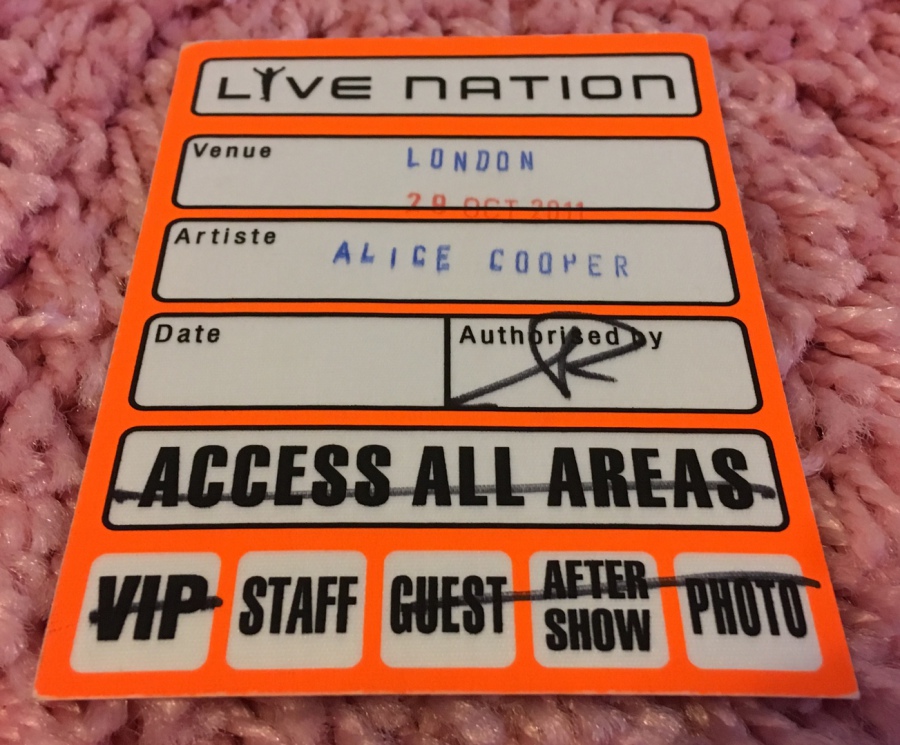 LIVE NATION
Venue
LONDON
28 OCT 2011
Artiste
ALICE COOPER
Date
Authorised by
ACCESS ALL AREAS
VIP
STAFF
GUEST
AFTER
SHOW
PHOTO